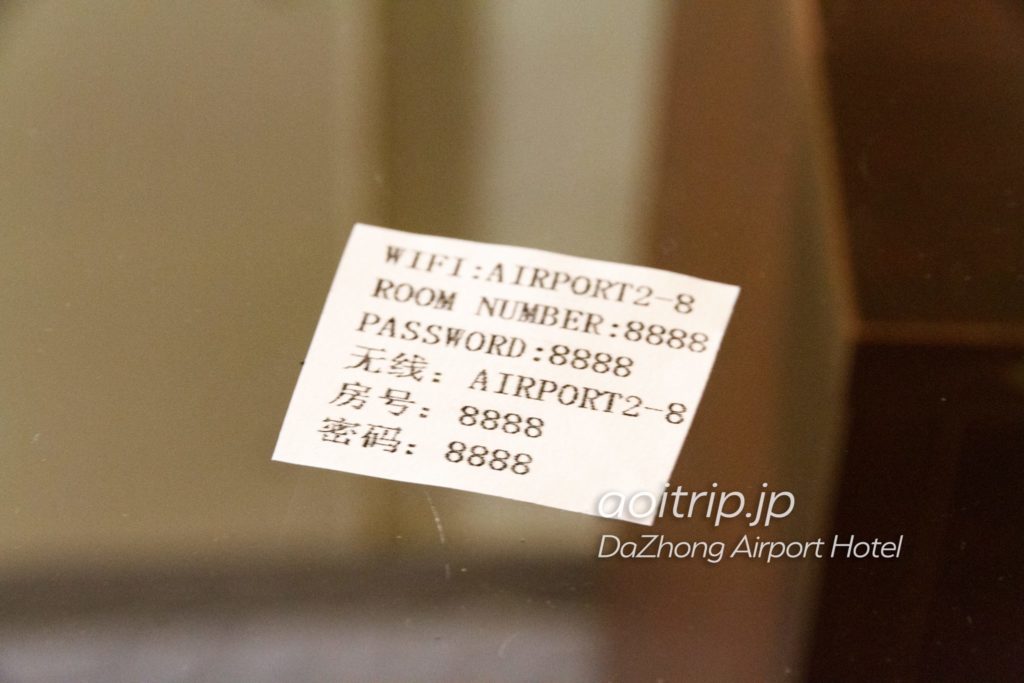 WIFI:AIRPORT2-8
ROOM NUMBER:8888
PASSWORD:8888
无线：AIRPORT2-8
房号：8888
密码：8888
aoitrip.jp
DaZhong Airport Hotel